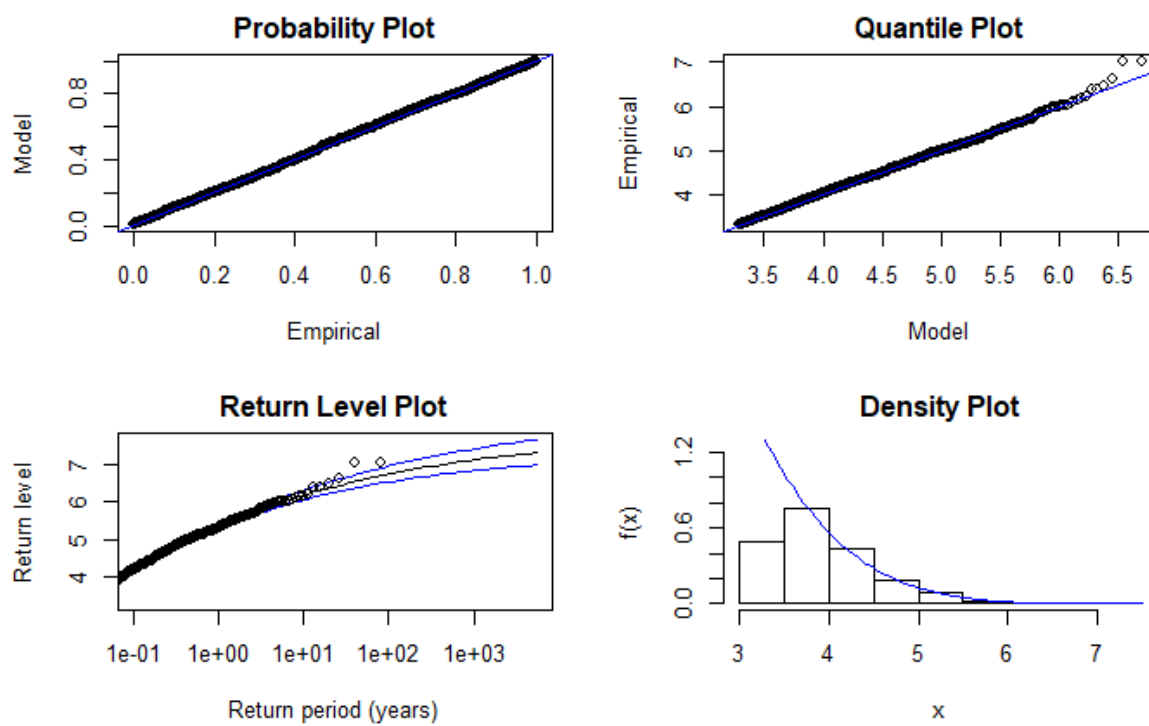 Probability Plot
Model
0.0 0.4 0.8
0.0 0.2 0.4 0.6 0.8 1.0
Empirical
Quantile Plot
Empirical
4 5 6 7
3.5 4.0 4.5 5.0 5.5 6.0 6.5
Model
Return Level Plot
Return level
4 5 6 7
1e-01 1e+00 1e+01 1e+02 1e+03
Return period (years)
Density Plot
f(x)
0.0 0.6 1.2
3 4 5 6 7
x